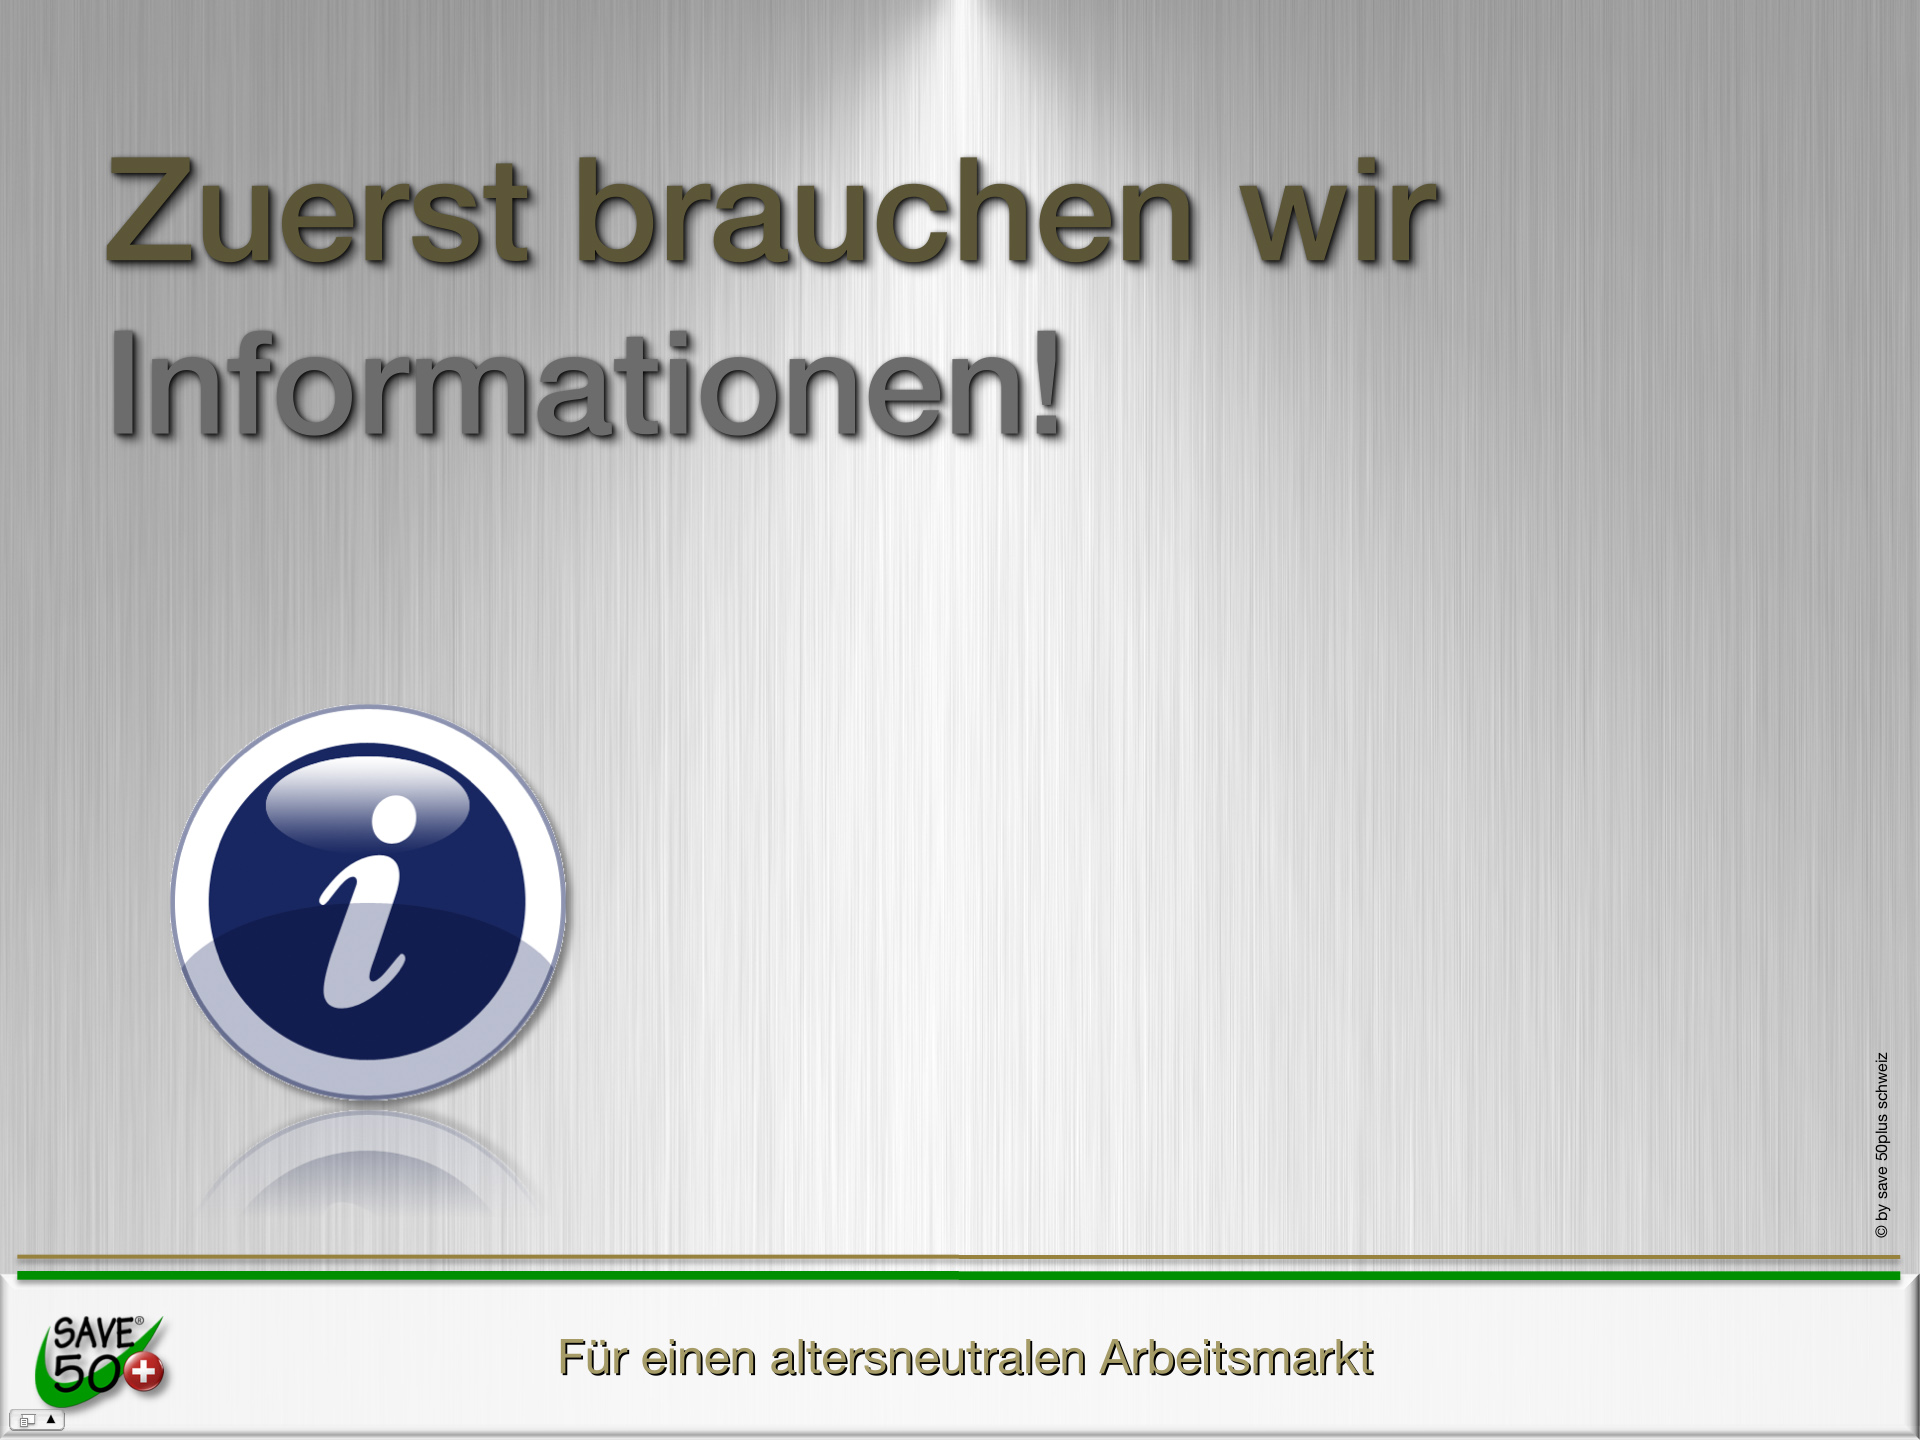 Zuerst brauchen wir
Informationen!
i
© by save 50plus schweiz
SAVE®
50+
Für einen altersneutralen Arbeitsmarkt